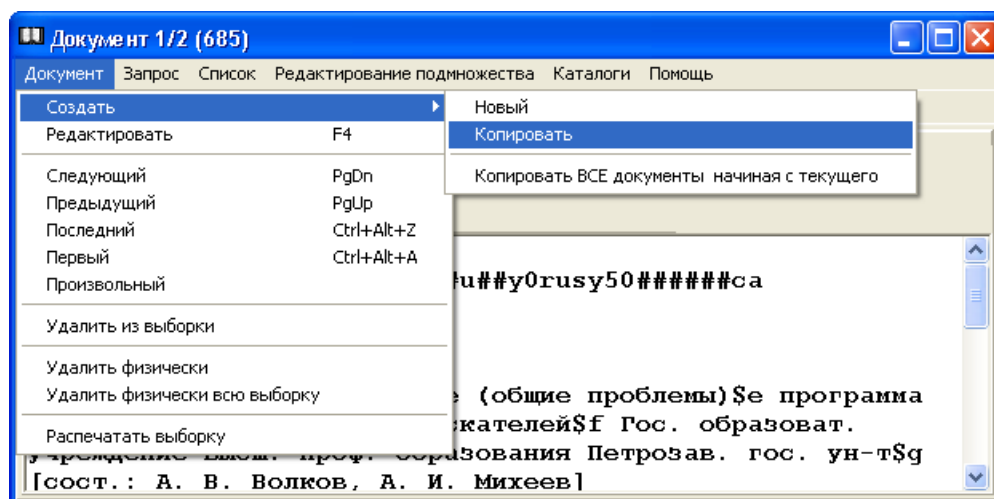 Документ 1/2 (685)
Документ Запрос Список Редактирование подмножества Каталоги Помощь
Создать
Новый
Редактировать F4
Копировать
Следующий PgDn
Копировать ВСЕ документы начиная с текущего
Предыдущий PgUp
Последний Ctrl+Alt+Z
Первый Ctrl+Alt+A
Произвольный
#u##y0rusy50######ca
Удалить из выборки
Удалить физически
Удалить физически всю выборку
(общие проблемы)$e программа
кателей$f Гос. образоват.
Распечатать выборку
образования Петрозав. гос. ун-т$g
[сост.: А. В. Волков, А. И. Михеев]